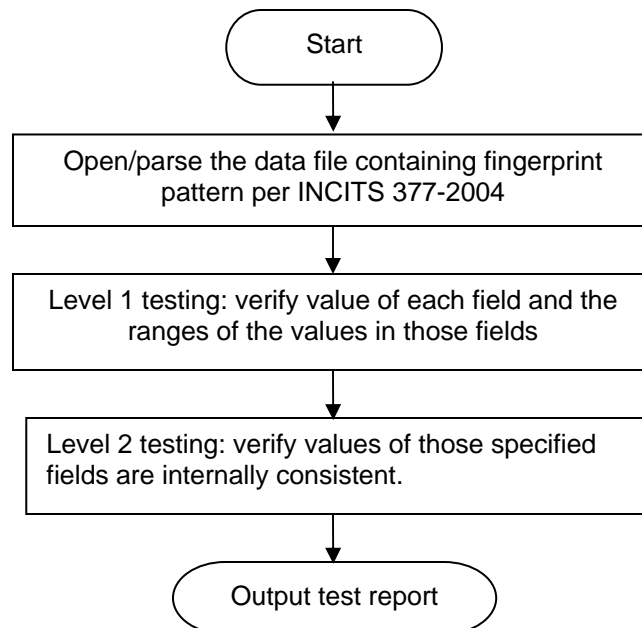 Start
Open/parse the data file containing fingerprint
pattern per INCITS 377-2004
Level 1 testing: verify value of each field and the
ranges of the values in those fields
Level 2 testing: verify values of those specified
fields are internally consistent.
Output test report